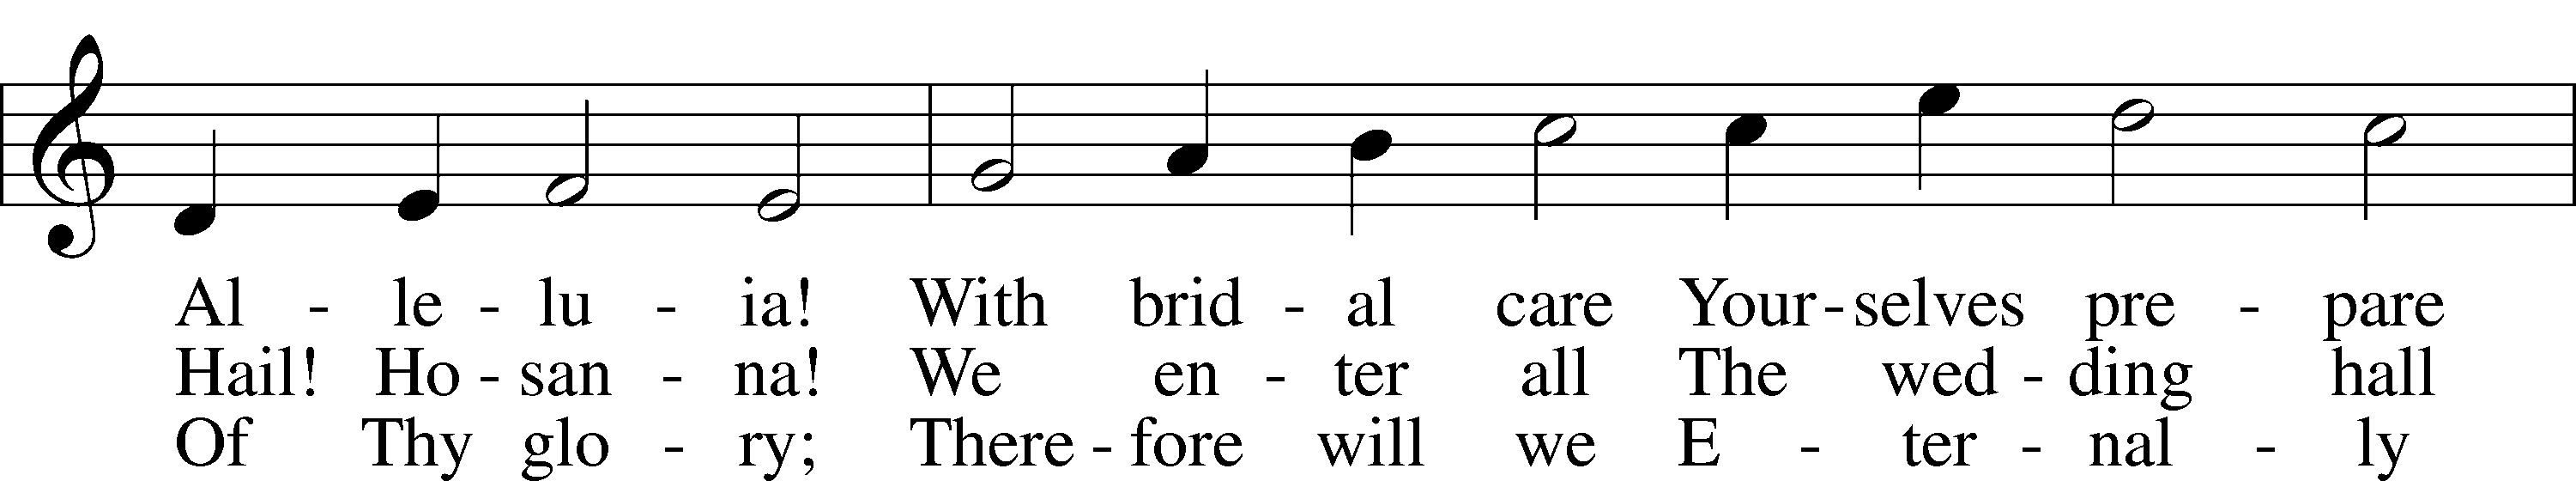 Al - le - lu - ia! With brid - al care Your - selves pre - pare
Hail! Ho - san - na! We en - ter all The wed - ding hall
Of Thy glo - ry; There - fore will we E - ter - nal - ly